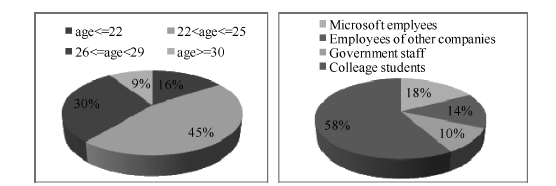 age<=22 22<age<=25
26<=age<29 age>=30
9% 16%
30%
45%
Microsoft emplyees
Employees of other companies
Government staff
Colleage students
18%
14%
58%
10%